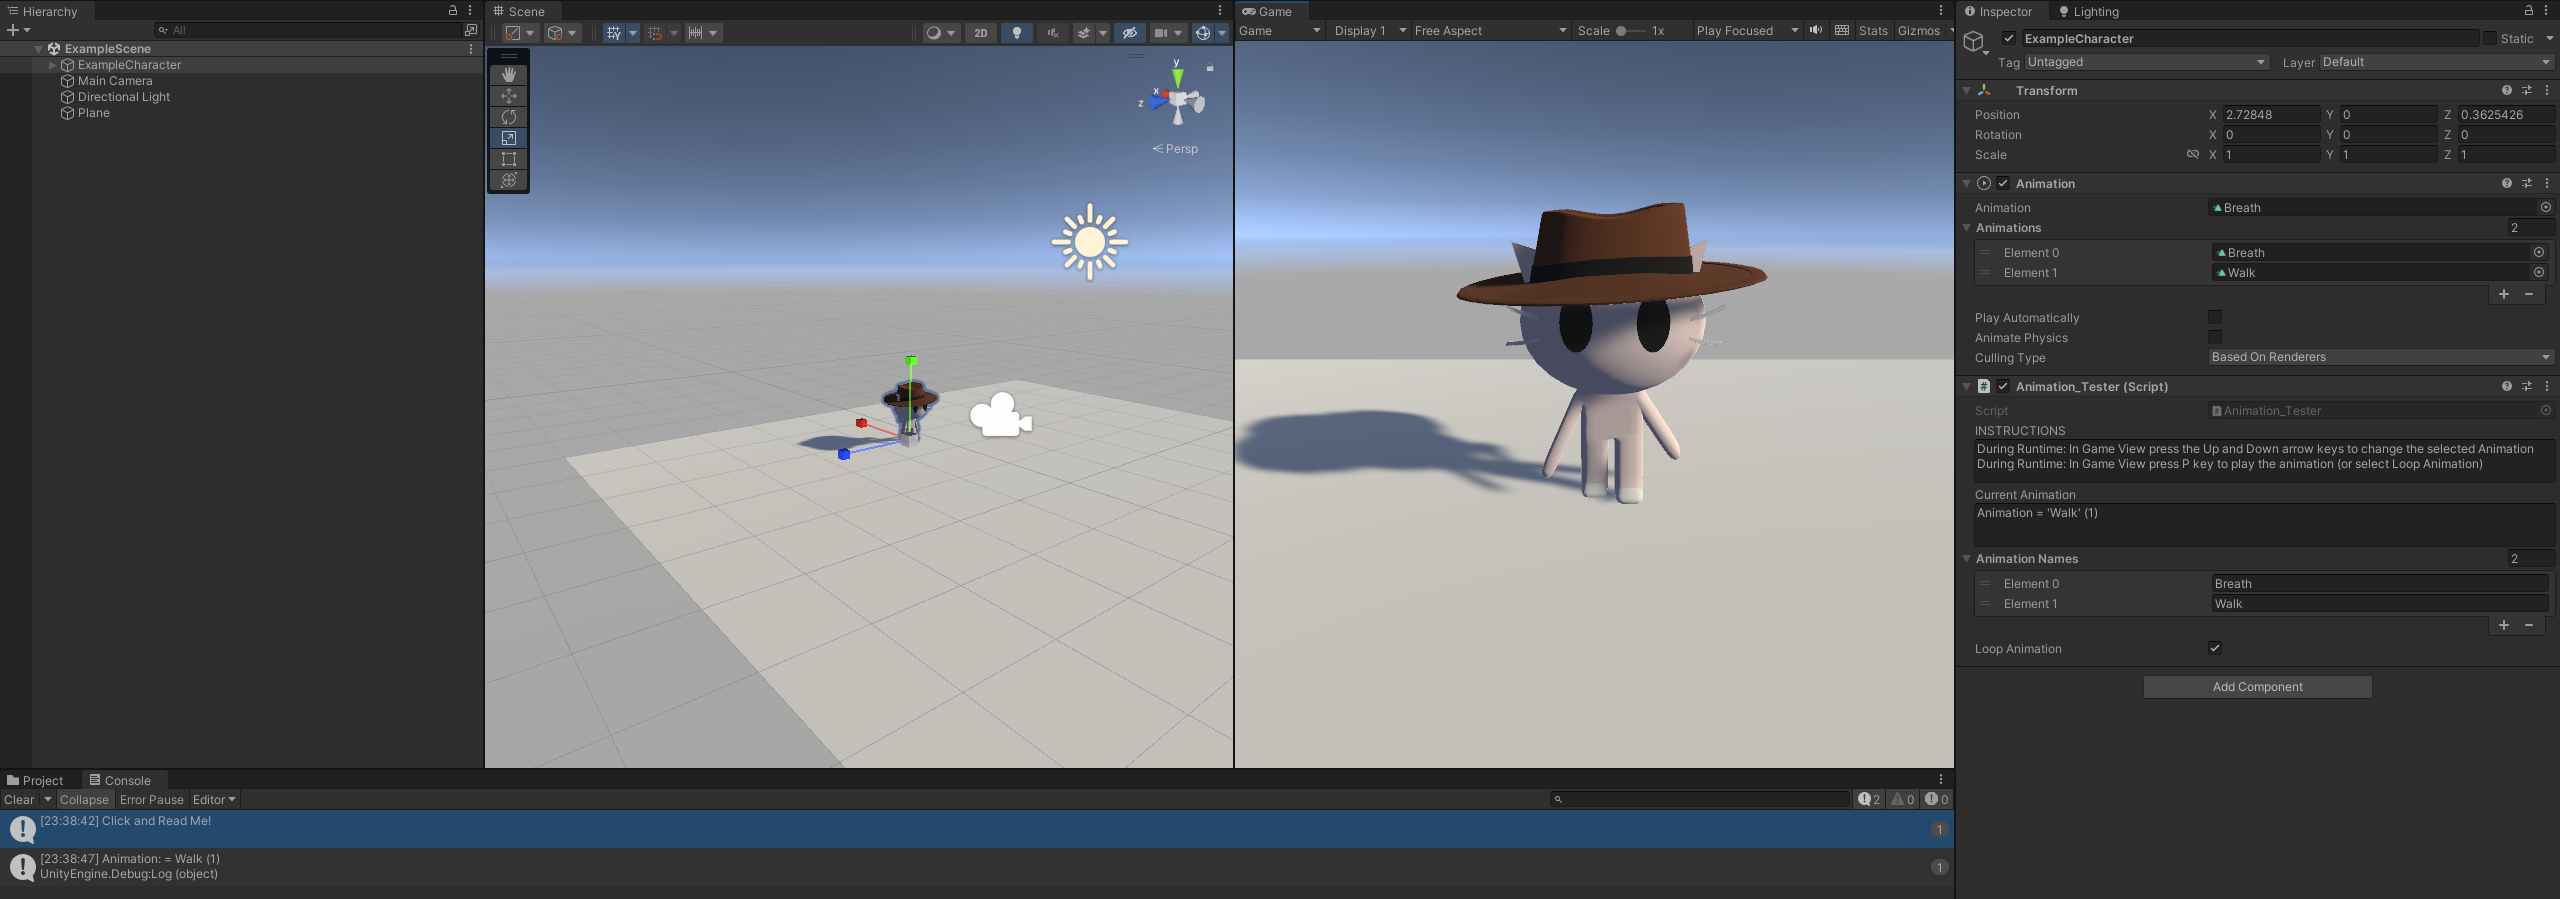 Hierarchy
All
ExampleScene
ExampleCharacter
Main Camera
Directional Light
Plane
Scene
2D
y
x
z
Persp
Game
Game Display 1 Free Aspect Scale 1x Play Focused Stats Gizmos
Inspector Lighting
ExampleCharacter Static
Tag Untagged Layer Default
Transform
Position X 2.72848 Y 0 Z 0.3625426
Rotation X 0 Y 0 Z 0
Scale X 1 Y 1 Z 1
Animation
Animation Breath
Animations 2
Element 0 Breath
Element 1 Walk
Play Automatically
Animate Physics
Culling Type Based On Renderers
Animation_Tester (Script)
Script Animation_Tester
INSTRUCTIONS
During Runtime: In Game View press the Up and Down arrow keys to change the selected Animation
During Runtime: In Game View press P key to play the animation (or select Loop Animation)
Current Animation
Animation = 'Walk' (1)
Animation Names 2
Element 0 Breath
Element 1 Walk
Loop Animation
Add Component
Project Console
Clear Collapse Error Pause Editor 2 0 0
[23:38:42] Click and Read Me! 1
[23:38:47] Animation: = Walk (1)
UnityEngine.Debug:Log (object) 1